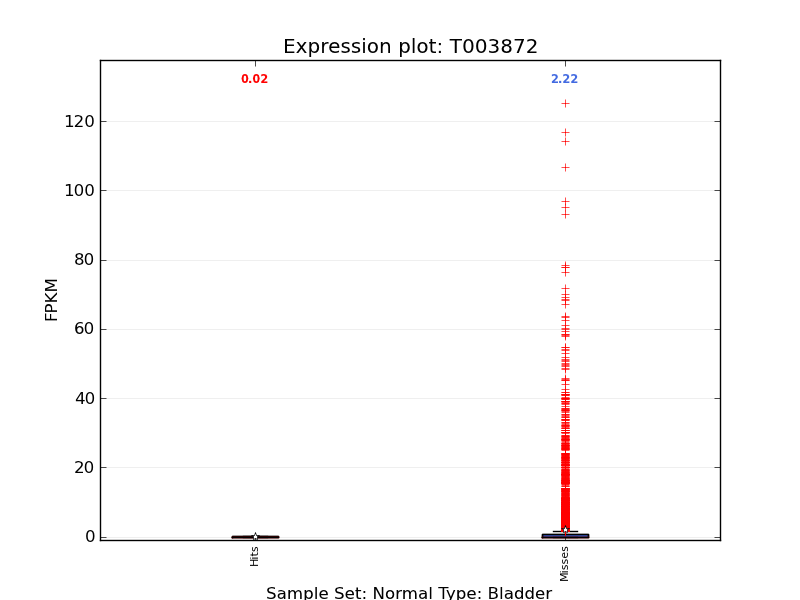 Expression plot: T003872
0.02
2.22
120
100
80
60
40
20
0
FPKM
Hits
Misses
Sample Set: Normal Type: Bladder